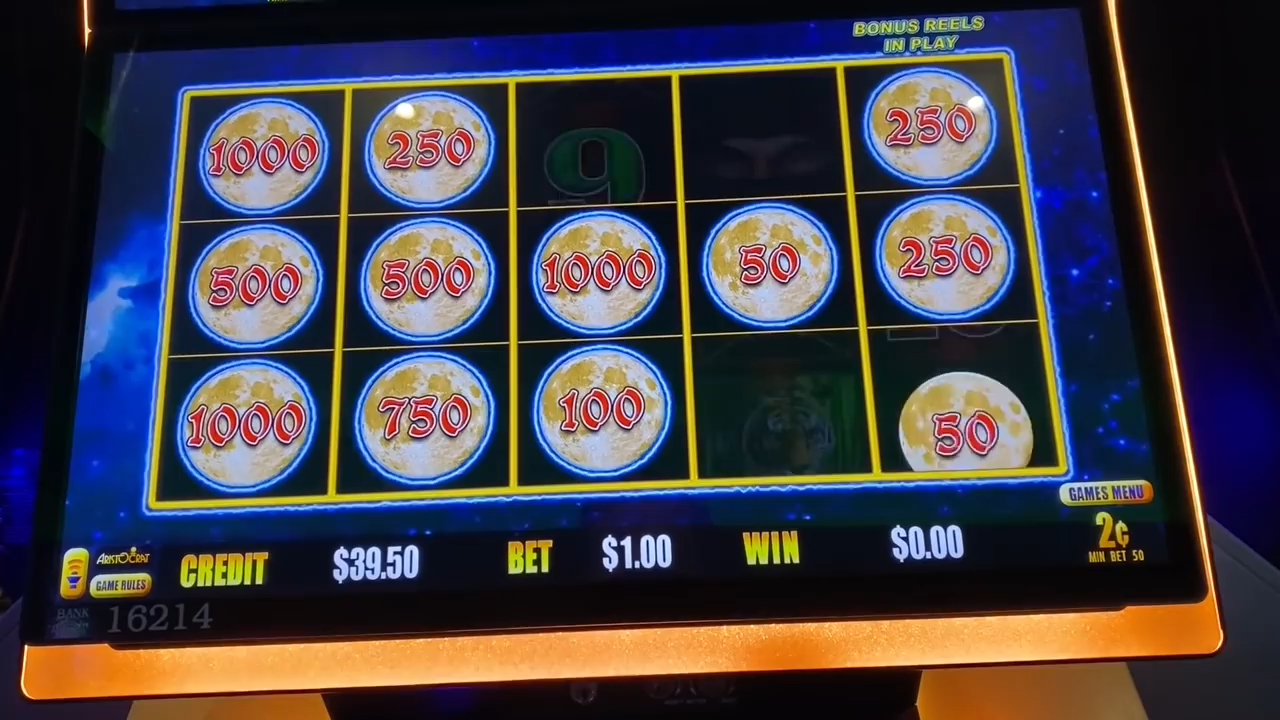 BONUS REELS
IN PLAY
1000 250 9 250
500 500 1000 50 250
1000 750 100 50
GAMES MENU
ARISTOCRAT
GAME RULES
CREDIT $39.50 BET $1.00 WIN $0.00
2¢
MIN BET 50
BANK
16214